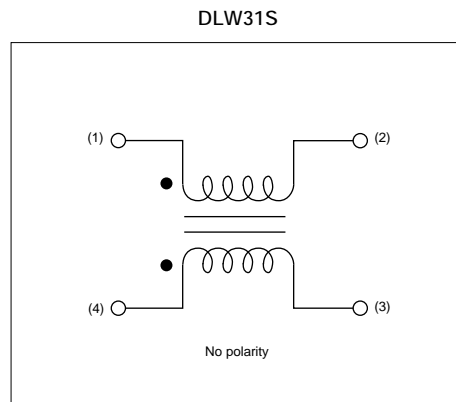 DLW31S
(1)
(2)
(4)
(3)
No polarity